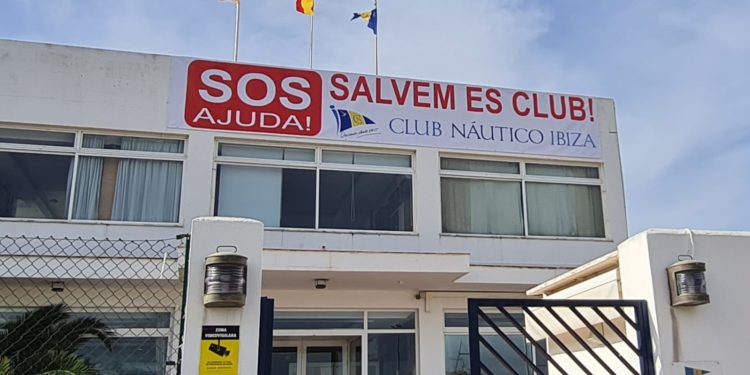 SOS
AJUDA!
SALVEM ES CLUB!
CLUB NÁUTICO IBIZA
ZONA
VIDEOVIGILADA